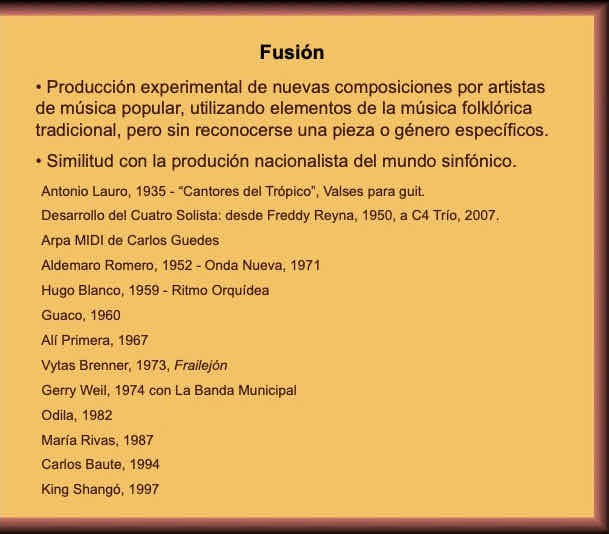 Fusión
• Producción experimental de nuevas composiciones por artistas
de música popular, utilizando elementos de la música folklórica
tradicional, pero sin reconocerse una pieza o género específicos.
• Similitud con la produción nacionalista del mundo sinfónico.
Antonio Lauro, 1935 - “Cantores del Trópico”, Valses para guit.
Desarrollo del Cuatro Solista: desde Freddy Reyna, 1950, a C4 Trío, 2007.
Arpa MIDI de Carlos Guedes
Aldemaro Romero, 1952 - Onda Nueva, 1971
Hugo Blanco, 1959 - Ritmo Orquídea
Guaco, 1960
Alí Primera, 1967
Vytas Brenner, 1973, Frailejón
Gerry Weil, 1974 con La Banda Municipal
Odila, 1982
María Rivas, 1987
Carlos Baute, 1994
King Shangó, 1997